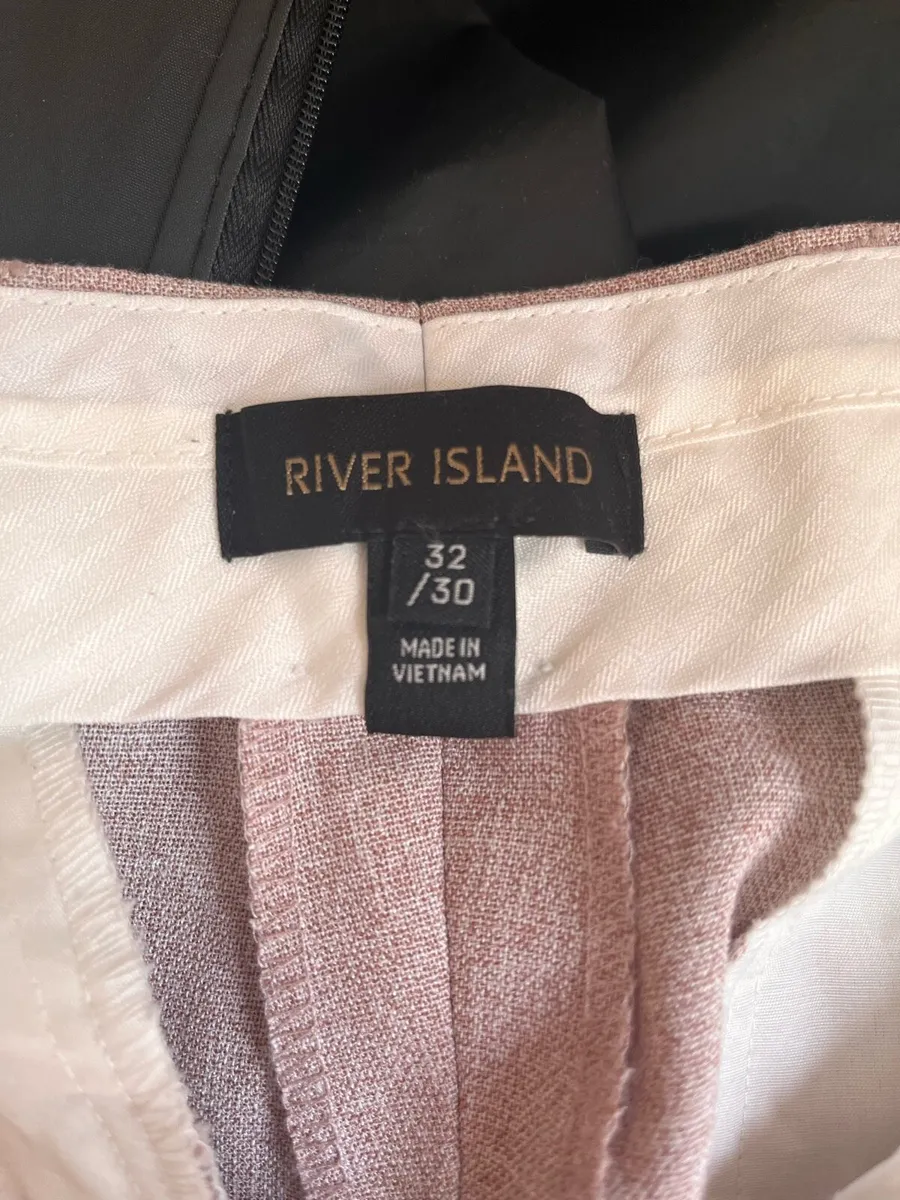 RIVER ISLAND
32
/30
MADE IN
VIETNAM